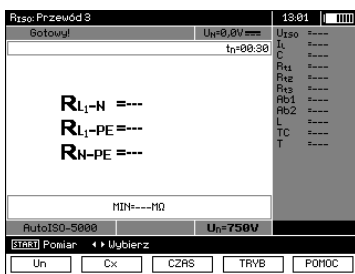 RISO: Przewód 3 13:01
Gotowy! UN=0,0V
tn=00:30
RL1-N =---
RL1-PE =---
RN-PE =---
MIN=---MΩ
UISO =---
IL =---
C =---
Rt1 =---
Rt2 =---
Rt3 =---
Ab1 =---
Ab2 =---
L =---
TC =---
T =---
AutoISO-5000 Un=750V
START Pomiar Wybierz
Un Cx CZAS TRYB POMOC